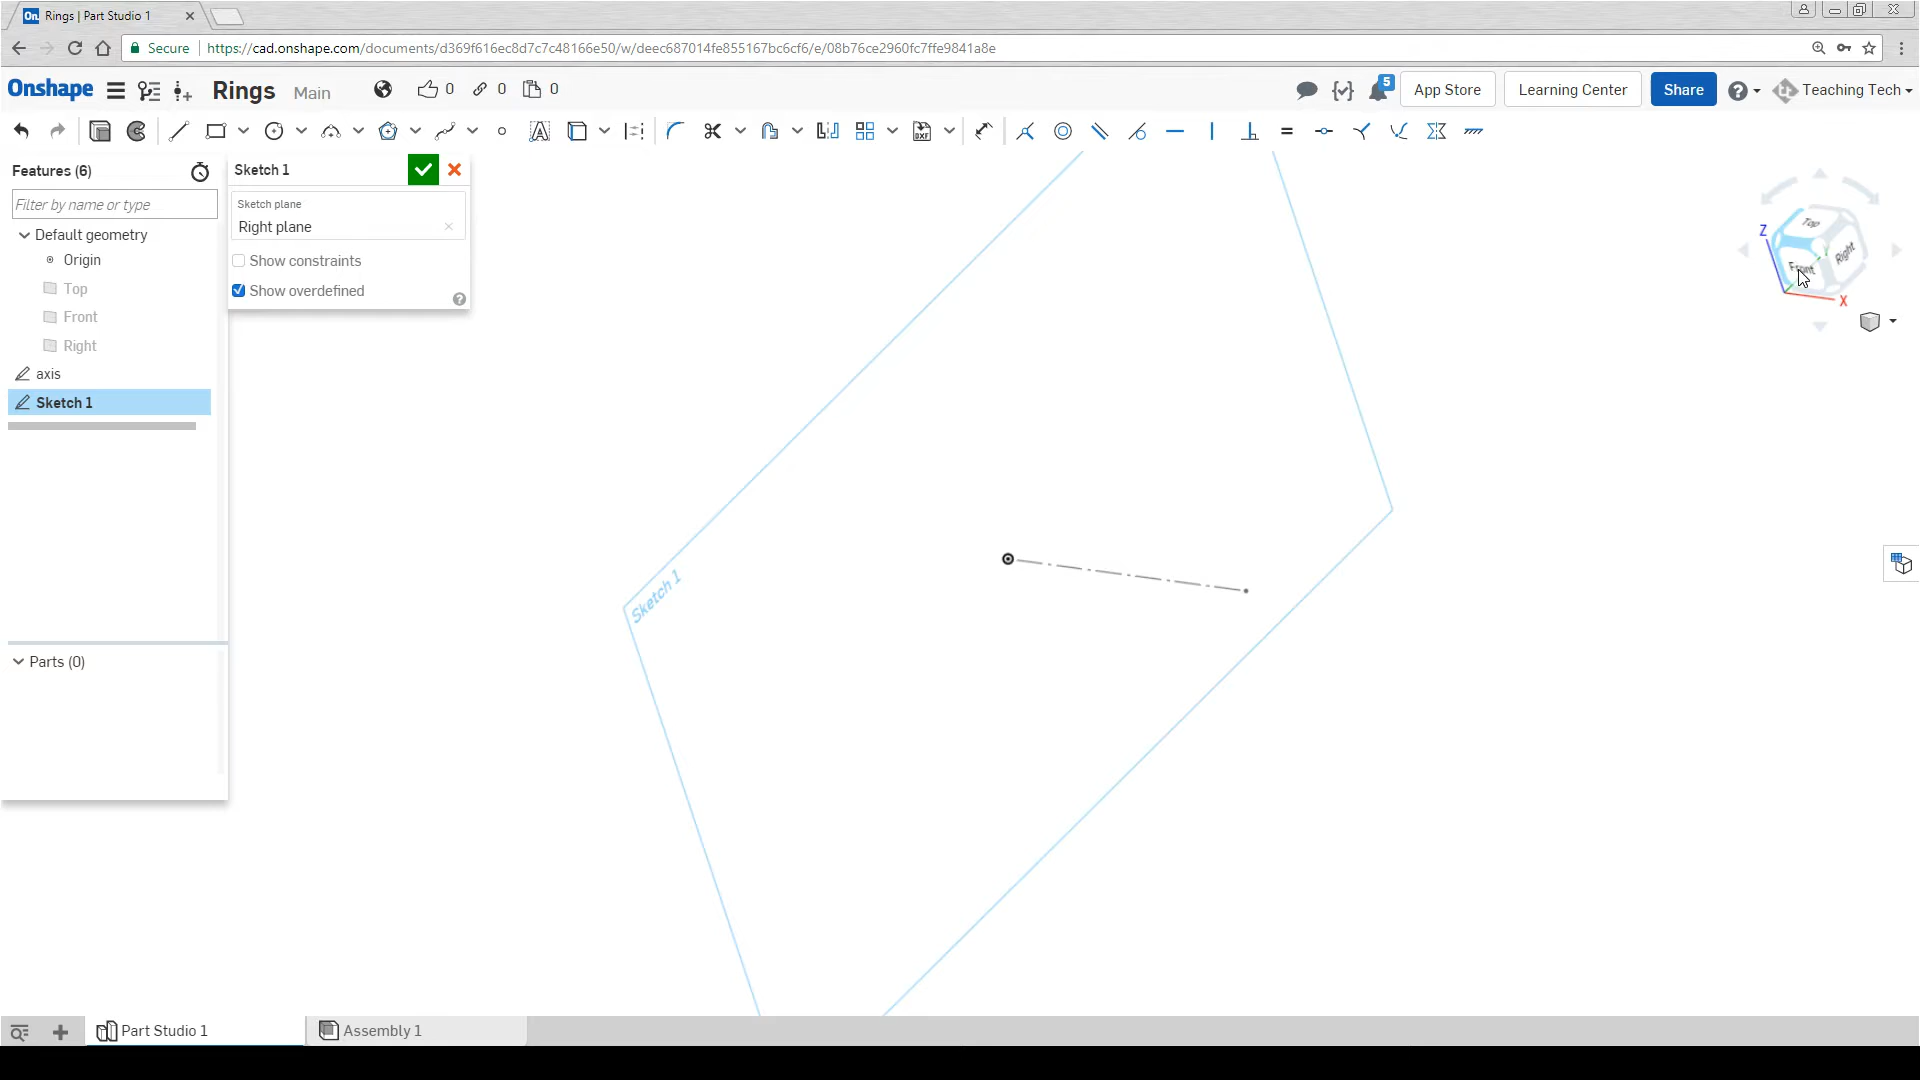 Rings | Part Studio 1
Secure https://cad.onshape.com/documents/d369f616ec8d7c7c48166e50/w/deec687014fe855167bc6cf6/e/08b76ce2960fc7ffe9841a8e
Onshape Rings Main 0 0 0 5 App Store Learning Center Share Teaching Tech
Features (6)
Filter by name or type
Default geometry
Origin
Top
Front
Right
axis
Sketch 1
Parts (0)
Sketch 1
Sketch plane
Right plane
Show constraints
Show overdefined
Sketch 1
Top
Z
Right
Front
X
Part Studio 1
Assembly 1